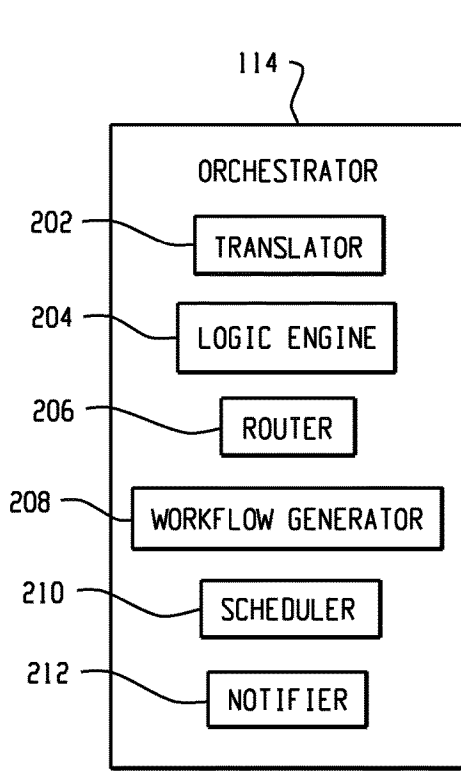 114
ORCHESTRATOR
202
TRANSLATOR
204
LOGIC ENGINE
206
ROUTER
208
WORKFLOW GENERATOR
210
SCHEDULER
212
NOTIFIER